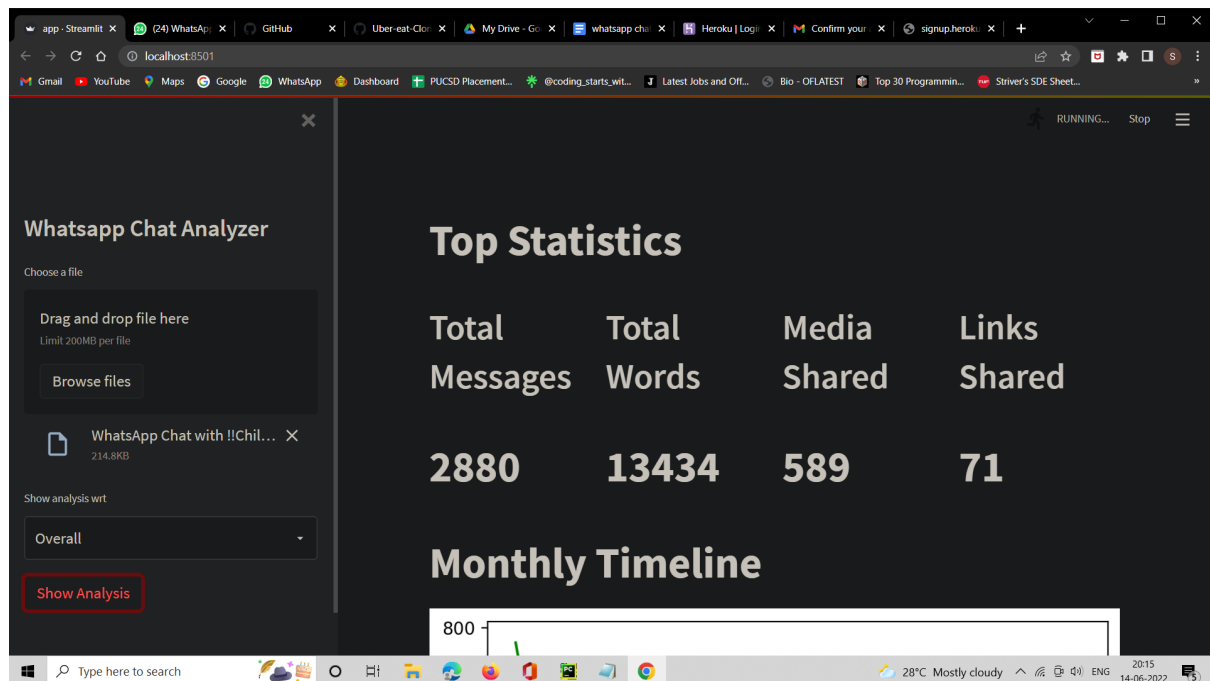 app · Streamlit
(24) WhatsAp
GitHub
Uber-eat-Clon
My Drive - Go
whatsapp cha
Heroku | Login
Confirm your
signup.heroku
localhost:8501
S
Gmail
YouTube
Maps
Google
WhatsApp
Dashboard
PUCSD Placement...
@coding_starts_wit...
Latest Jobs and Off...
Bio - OFLATEST
Top 30 Programmin...
Striver's SDE Sheet...
»
RUNNING...
Stop
Whatsapp Chat Analyzer
Choose a file
Drag and drop file here
Limit 200MB per file
Browse files
WhatsApp Chat with !!Chil...
214.8KB
Show analysis wrt
Overall
Show Analysis
Top Statistics
Total Messages
Total Words
Media Shared
Links Shared
2880
13434
589
71
Monthly Timeline
800
Type here to search
28°C Mostly cloudy
ENG
20:15
14-06-2022